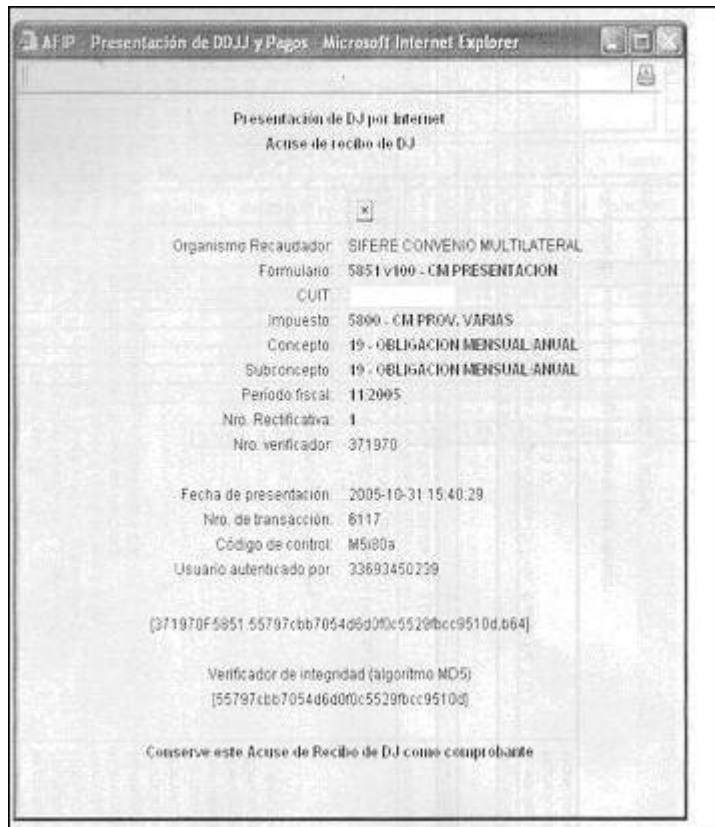 AFIP - Presentación de DDJJ y Pagos - Microsoft Internet Explorer
Presentación de DJ por Internet
Acuse de recibo de DJ
Organismo Recaudador: SIFERE CONVENIO MULTILATERAL
Formulario: 5851 v100 - CM PRESENTACION
CUIT:
Impuesto: 5800 - CM PROV. VARIAS
Concepto: 19 - OBLIGACION MENSUAL ANUAL
Subconcepto: 19 - OBLIGACION MENSUAL ANUAL
Período fiscal: 11/2005
Nro. Rectificativa: 1
Nro. verificador: 371970
Fecha de presentación: 2005-10-31 15:40:29
Nro. de transacción: 6117
Código de control: M5i80a
Usuario autenticado por: 33693450239
[371970F5851.55797cbb7054d6d0f0c5529fbcc9510d.b64]
Verificador de integridad (algoritmo MD5)
[55797cbb7054d6d0f0c5529fbcc9510d]
Conserve este Acuse de Recibo de DJ como comprobante